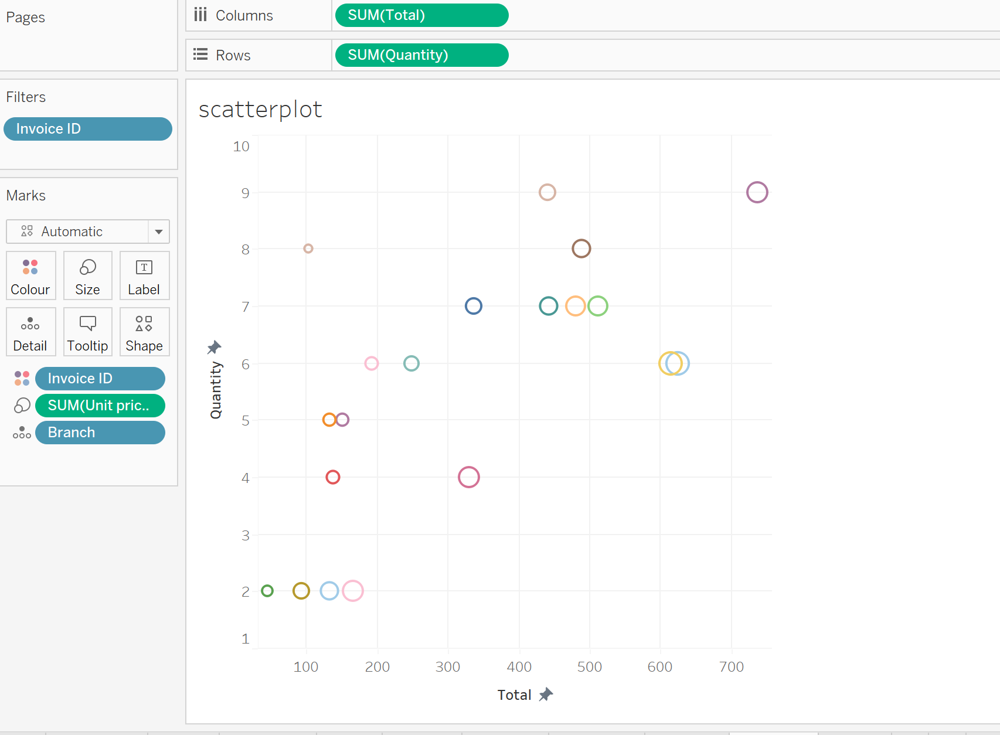 Pages
Columns
SUM(Total)
Rows
SUM(Quantity)
Filters
Invoice ID
Marks
Automatic
Colour
Size
Label
Detail
Tooltip
Shape
Invoice ID
SUM(Unit pric..
Branch
scatterplot
10
9
8
7
6
5
4
3
2
1
Quantity
100
200
300
400
500
600
700
Total